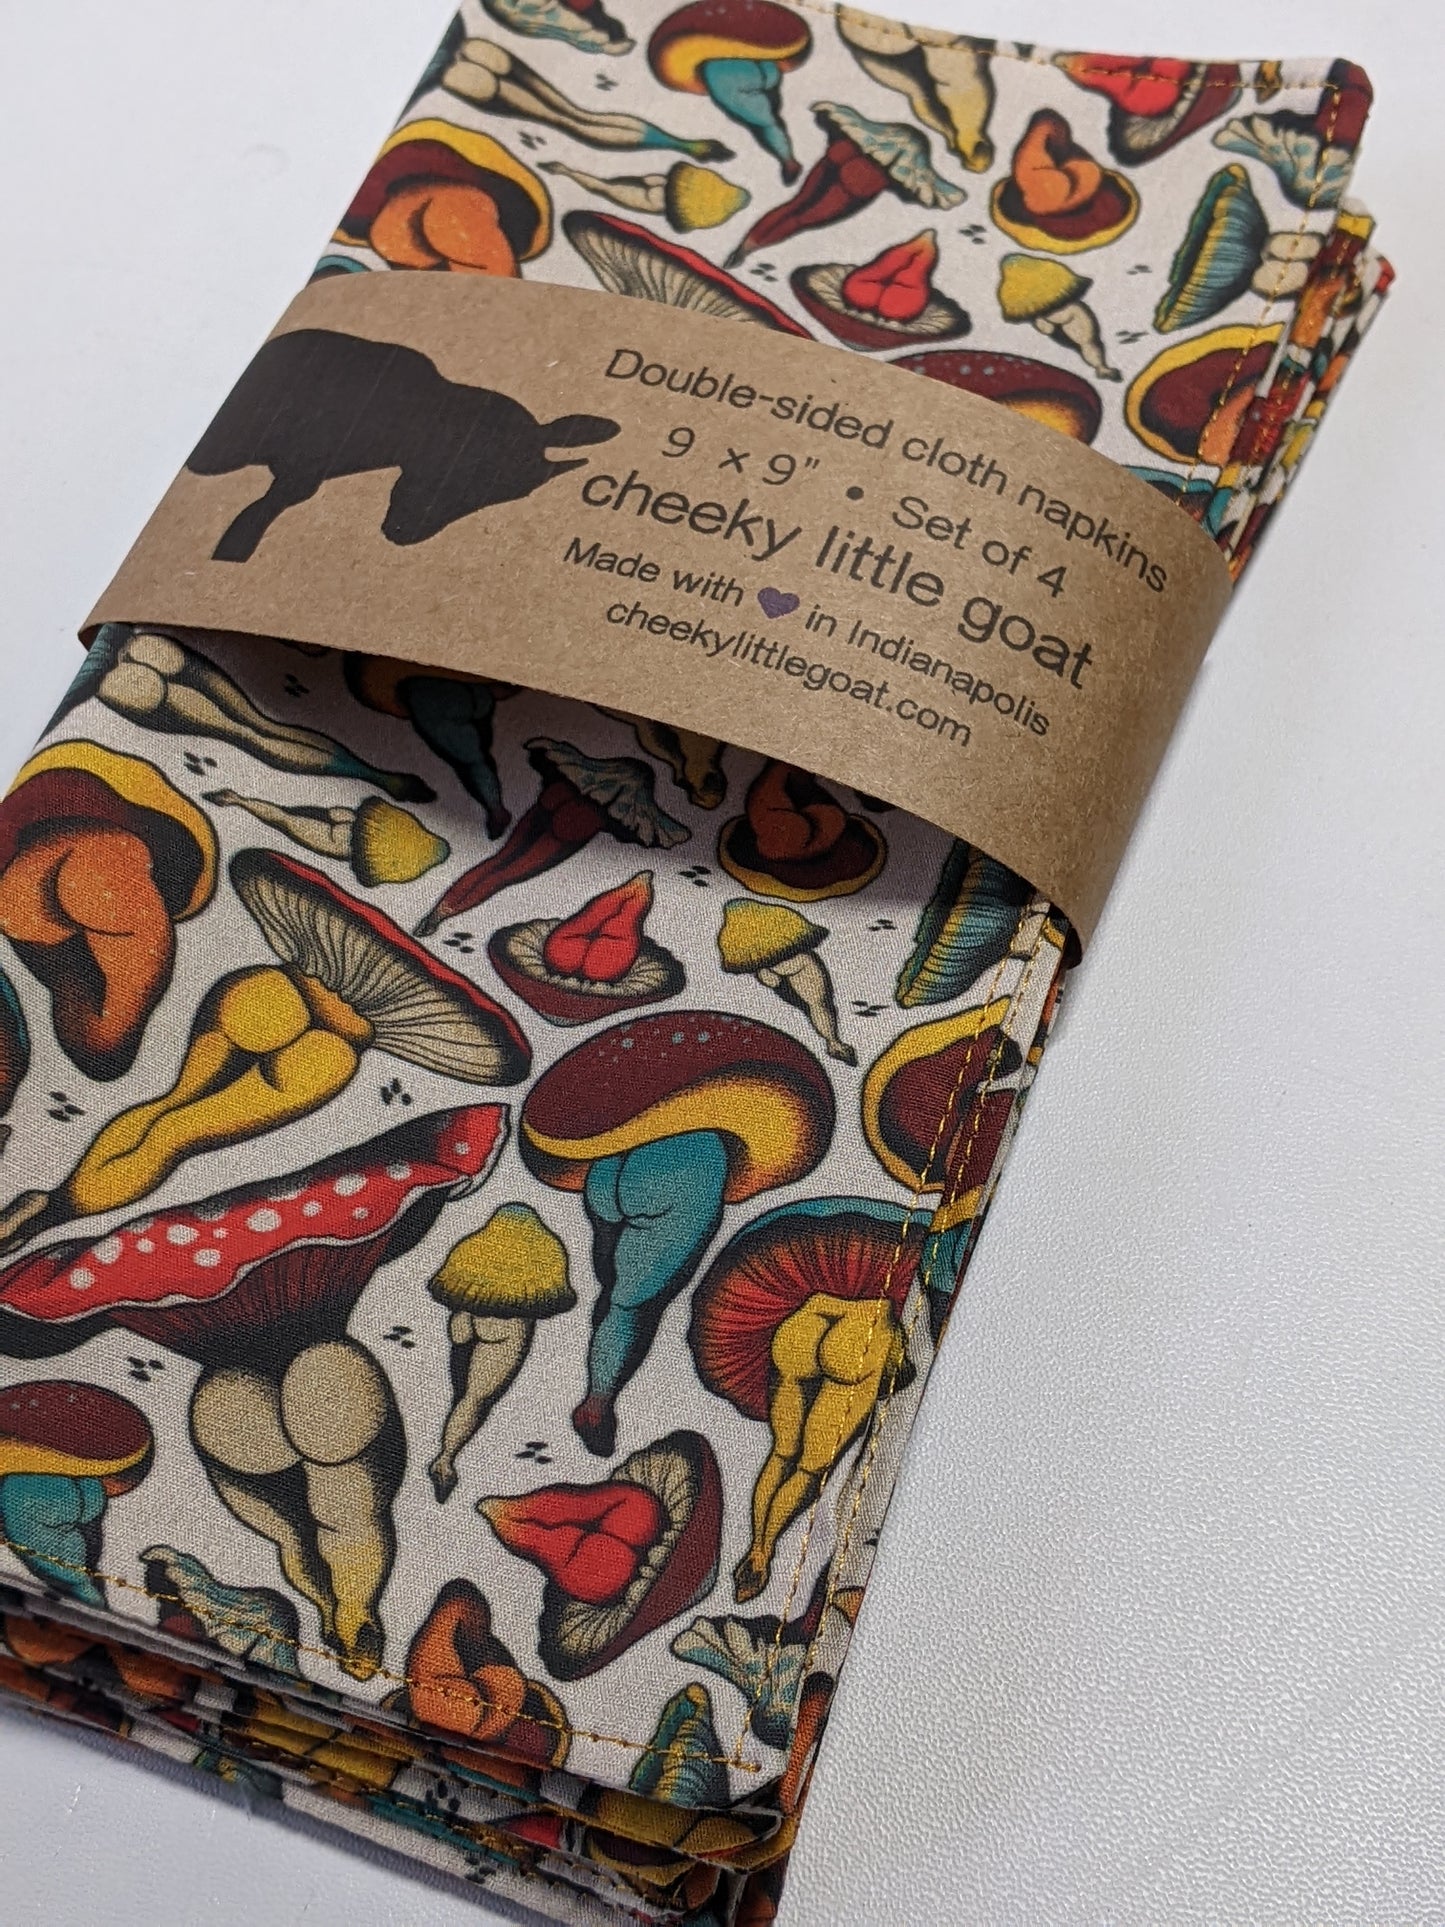 Double-sided cloth napkins
9 x 9" • Set of 4
cheeky little goat
Made with 💜 in Indianapolis
cheekylittlegoat.com